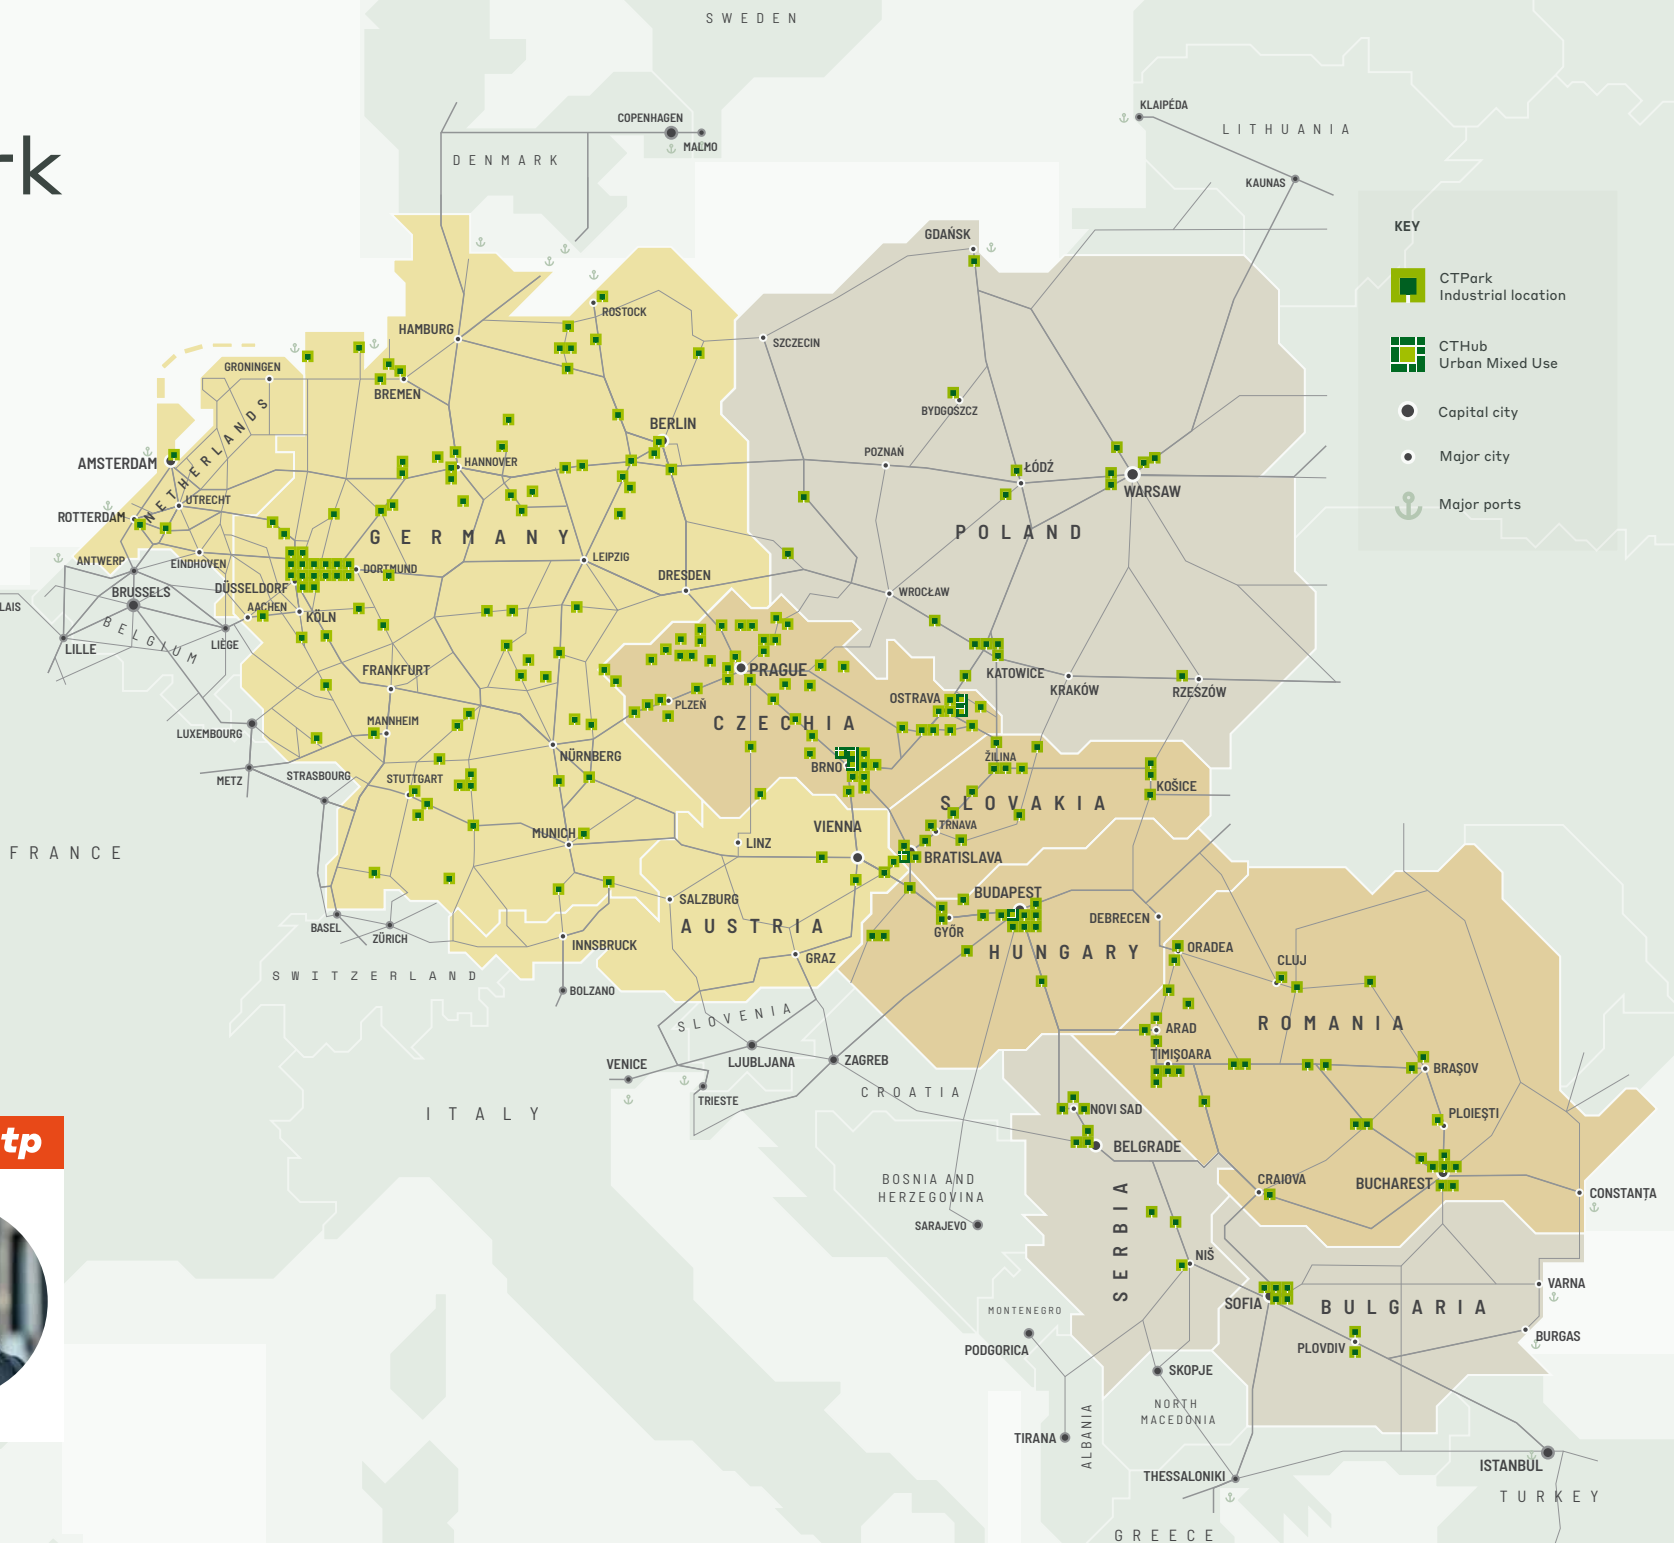 SWEDEN
KLAIPĖDA
COPENHAGEN
MALMO
LITHUANIA
DENMARK
rk
KAUNAS
KEY
GDAŃSK
CTPark
Industrial location
ROSTOCK
HAMBURG
SZCZECIN
CTHub
Urban Mixed Use
GRONINGEN
BREMEN
BYDGOSZCZ
Capital city
BERLIN
NETHERLANDS
AMSTERDAM
HANNOVER
POZNAŃ
ŁÓDŹ
Major city
WARSAW
UTRECHT
ROTTERDAM
Major ports
GERMANY
POLAND
ANTWERP
EINDHOVEN
LEIPZIG
DORTMUND
DRESDEN
BRUSSELS
DÜSSELDORF
WROCŁAW
LAIS
AACHEN
KÖLN
BELGIUM
LIÈGE
LILLE
FRANKFURT
PRAGUE
KATOWICE
KRAKÓW
RZESZÓW
OSTRAVA
PLZEŇ
LUXEMBOURG
MANNHEIM
CZECHIA
NÜRNBERG
ŽILINA
BRNO
METZ
STRASBOURG
STUTTGART
KOŠICE
SLOVAKIA
VIENNA
TRNAVA
MUNICH
LINZ
FRANCE
BRATISLAVA
BUDAPEST
SALZBURG
DEBRECEN
BASEL
ZÜRICH
AUSTRIA
GYÖR
INNSBRUCK
HUNGARY
ORADEA
GRAZ
CLUJ
SWITZERLAND
BOLZANO
SLOVENIA
ROMANIA
ARAD
TIMIŞOARA
VENICE
LJUBLJANA
ZAGREB
BRAŞOV
CROATIA
TRIESTE
NOVI SAD
ITALY
PLOIEŞTI
tp
BELGRADE
BOSNIA AND
HERZEGOVINA
CRAIOVA
BUCHAREST
CONSTANȚA
SARAJEVO
SERBIA
NIŠ
VARNA
SOFIA
BULGARIA
MONTENEGRO
BURGAS
PODGORICA
PLOVDIV
SKOPJE
NORTH
MACEDONIA
TIRANA
ALBANIA
ISTANBUL
THESSALONIKI
TURKEY
GREECE